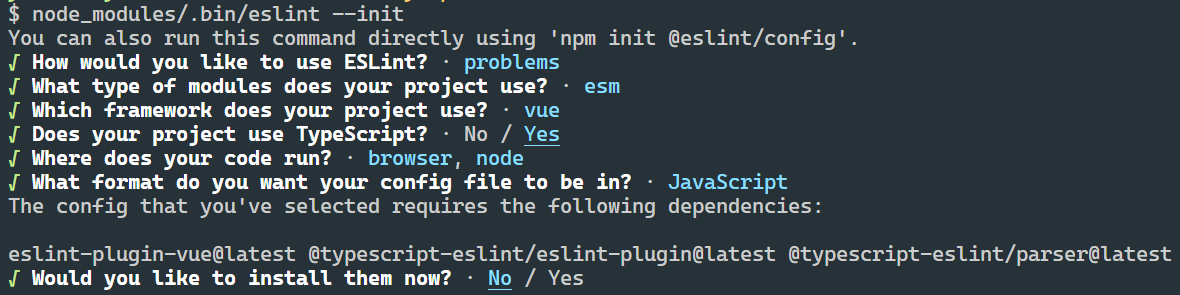 $ node_modules/.bin/eslint --init
You can also run this command directly using 'npm init @eslint/config'.
√ How would you like to use ESLint? · problems
√ What type of modules does your project use? · esm
√ Which framework does your project use? · vue
√ Does your project use TypeScript? · No / Yes
√ Where does your code run? · browser, node
√ What format do you want your config file to be in? · JavaScript
The config that you've selected requires the following dependencies:
eslint-plugin-vue@latest @typescript-eslint/eslint-plugin@latest @typescript-eslint/parser@latest
√ Would you like to install them now? · No / Yes